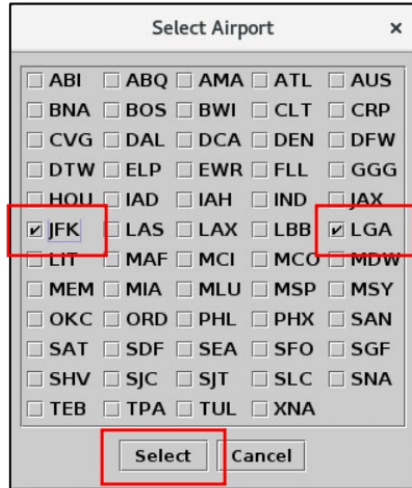 Select Airport ×
ABI ABQ AMA ATL AUS
BNA BOS BWI CLT CRP
CVG DAL DCA DEN DFW
DTW ELP EWR FLL GGG
HOU IAD IAH IND JAX
JFK LAS LAX LBB LGA
LIT MAF MCI MCO MDW
MEM MIA MLU MSP MSY
OKC ORD PHL PHX SAN
SAT SDF SEA SFO SGF
SHV SJC SJT SLC SNA
TEB TPA TUL XNA
Select Cancel